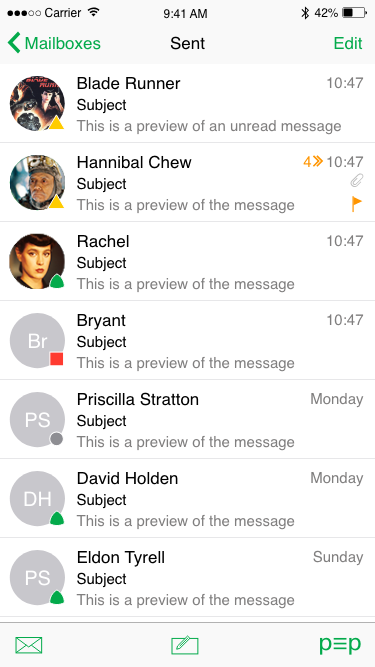 Carrier 9:41 AM 42%
Mailboxes Sent Edit
Blade Runner 10:47
Subject
This is a preview of an unread message
Hannibal Chew 4 10:47
Subject
This is a preview of the message
Rachel 10:47
Subject
This is a preview of the message
Br Bryant 10:47
Subject
This is a preview of the message
PS Priscilla Stratton Monday
Subject
This is a preview of the message
DH David Holden Monday
Subject
This is a preview of the message
PS Eldon Tyrell Sunday
Subject
This is a preview of the message
p≡p